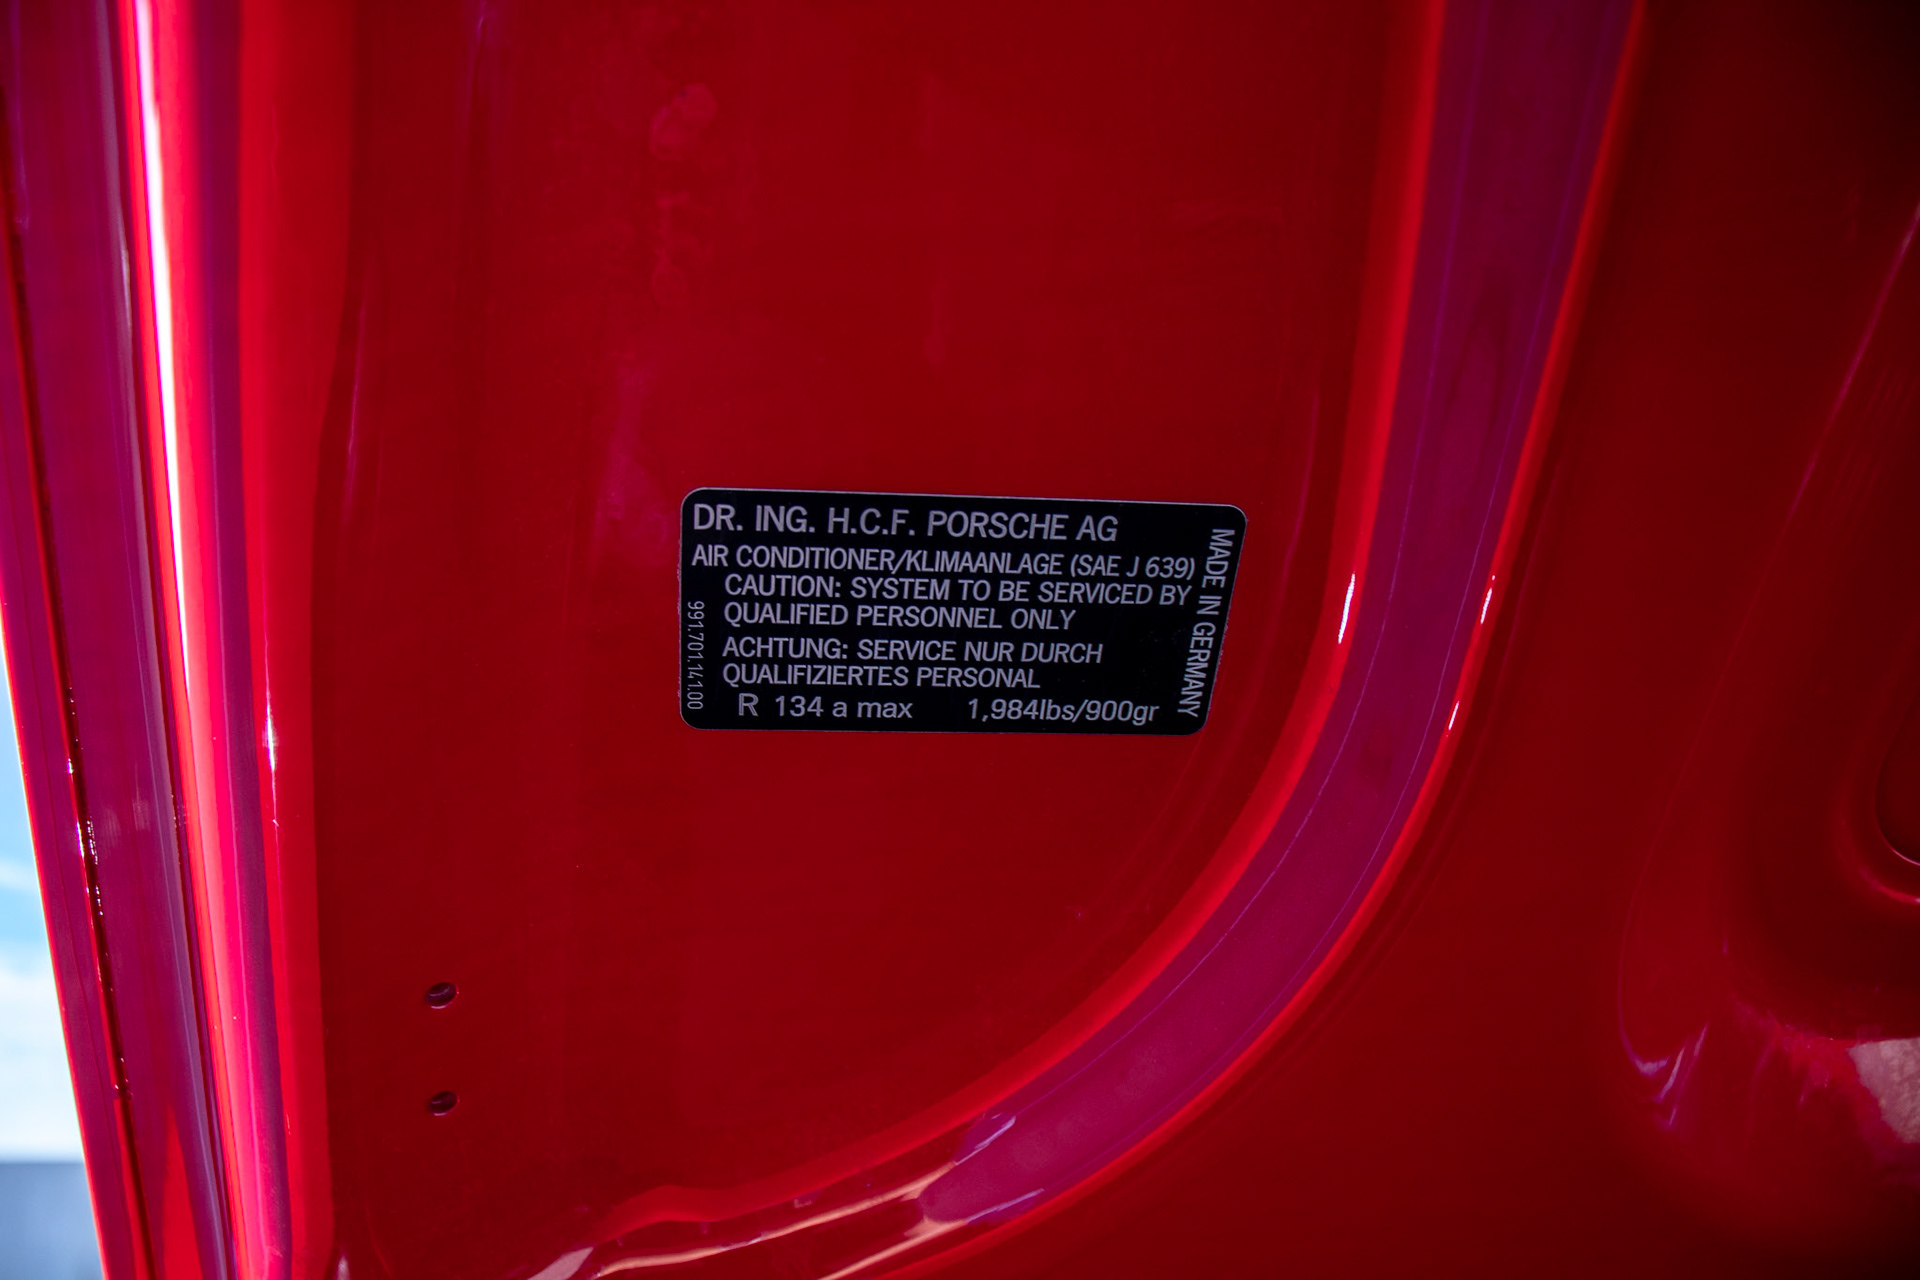 DR. ING. H.C.F. PORSCHE AG
AIR CONDITIONER/KLIMAANLAGE (SAE J 639)
CAUTION: SYSTEM TO BE SERVICED BY
QUALIFIED PERSONNEL ONLY
ACHTUNG: SERVICE NUR DURCH
QUALIFIZIERTES PERSONAL
R 134 a max 1,984lbs/900gr
991.701.141.00
MADE IN GERMANY